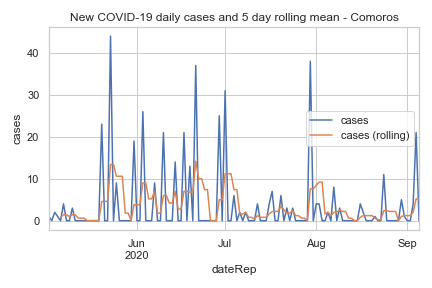 New COVID-19 daily cases and 5 day rolling mean - Comoros
40
30
20
10
0
cases
cases
cases (rolling)
Jun Jul Aug Sep
2020
dateRep